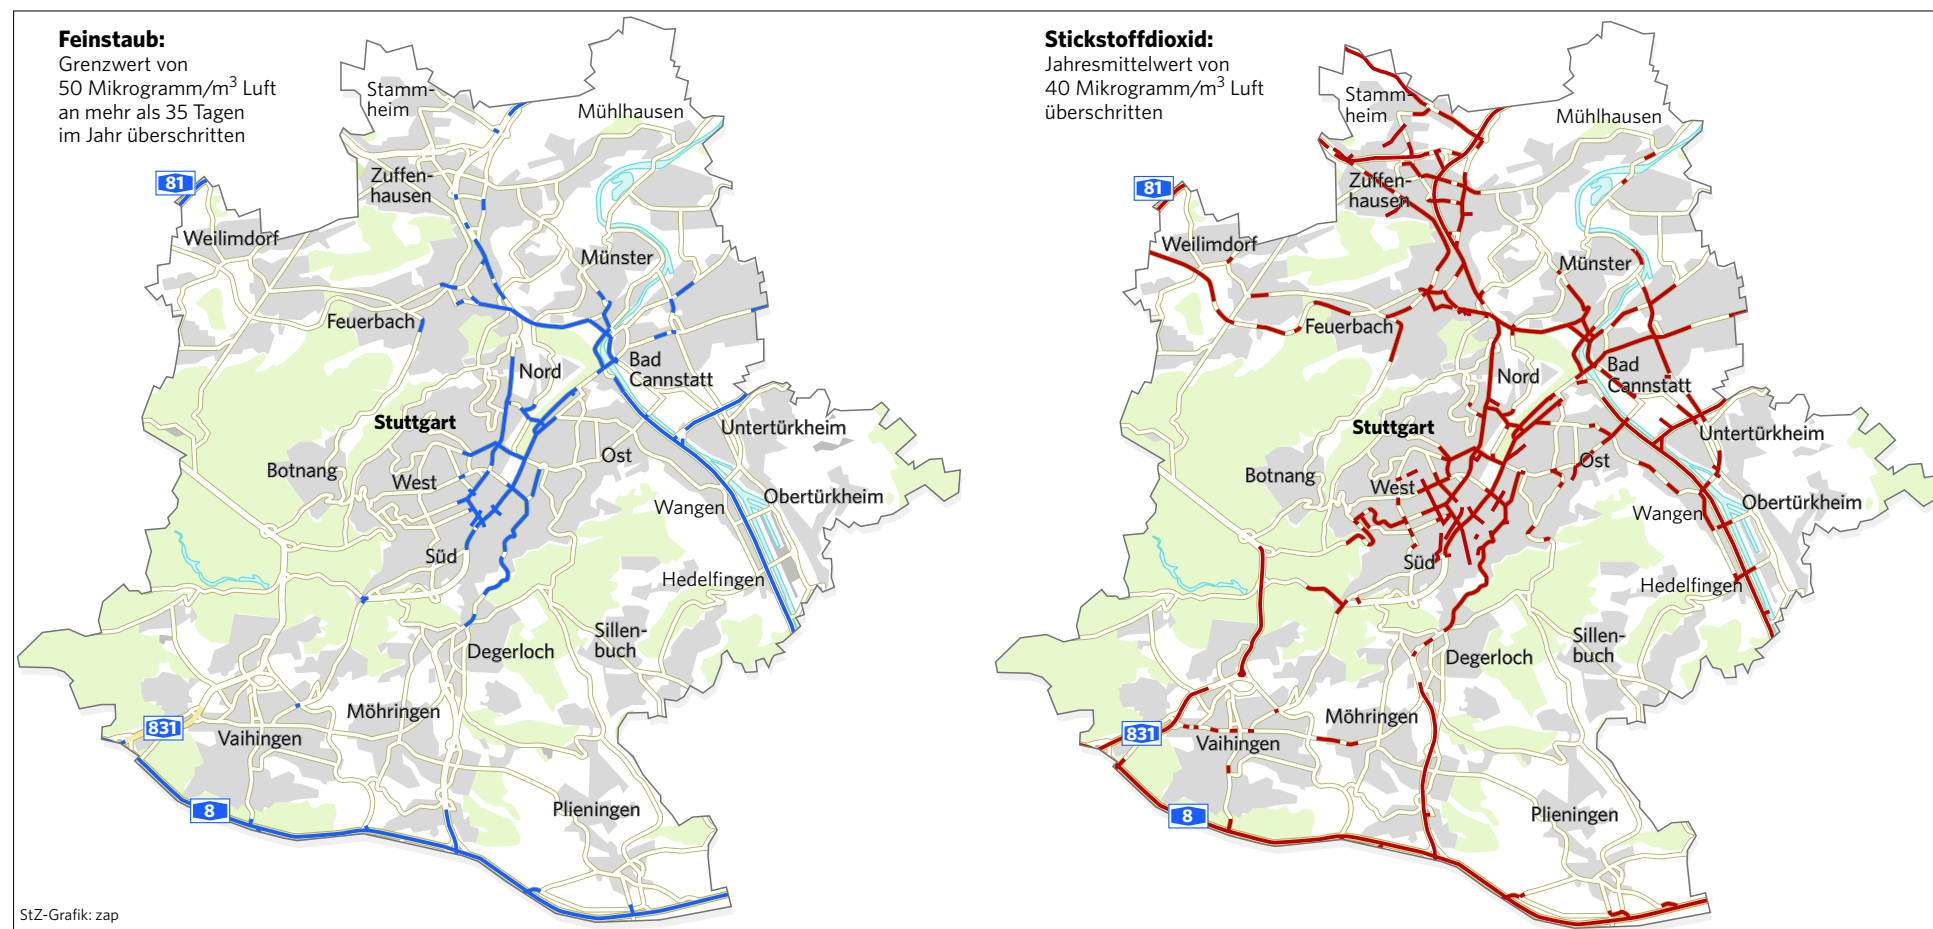 Feinstaub:
Grenzwert von
50 Mikrogramm/m³ Luft
an mehr als 35 Tagen
im Jahr überschritten
Stamm-
heim
Mühlhausen
81
Zuffen-
hausen
Weilimdorf
Münster
Feuerbach
Nord
Bad
Cannstatt
Stuttgart
Untertürkheim
Botnang
West
Ost
Obertürkheim
Wangen
Süd
Hedelfingen
Sillen-
buch
Degerloch
Möhringen
831
Vaihingen
8
Plieningen
StZ-Grafik: zap
Stickstoffdioxid:
Jahresmittelwert von
40 Mikrogramm/m³ Luft
überschritten
Stamm-
heim
Mühlhausen
81
Zuffen-
hausen
Weilimdorf
Münster
Feuerbach
Nord
Bad
Cannstatt
Stuttgart
Untertürkheim
Botnang
West
Ost
Obertürkheim
Wangen
Süd
Hedelfingen
Sillen-
buch
Degerloch
Möhringen
831
Vaihingen
8
Plieningen